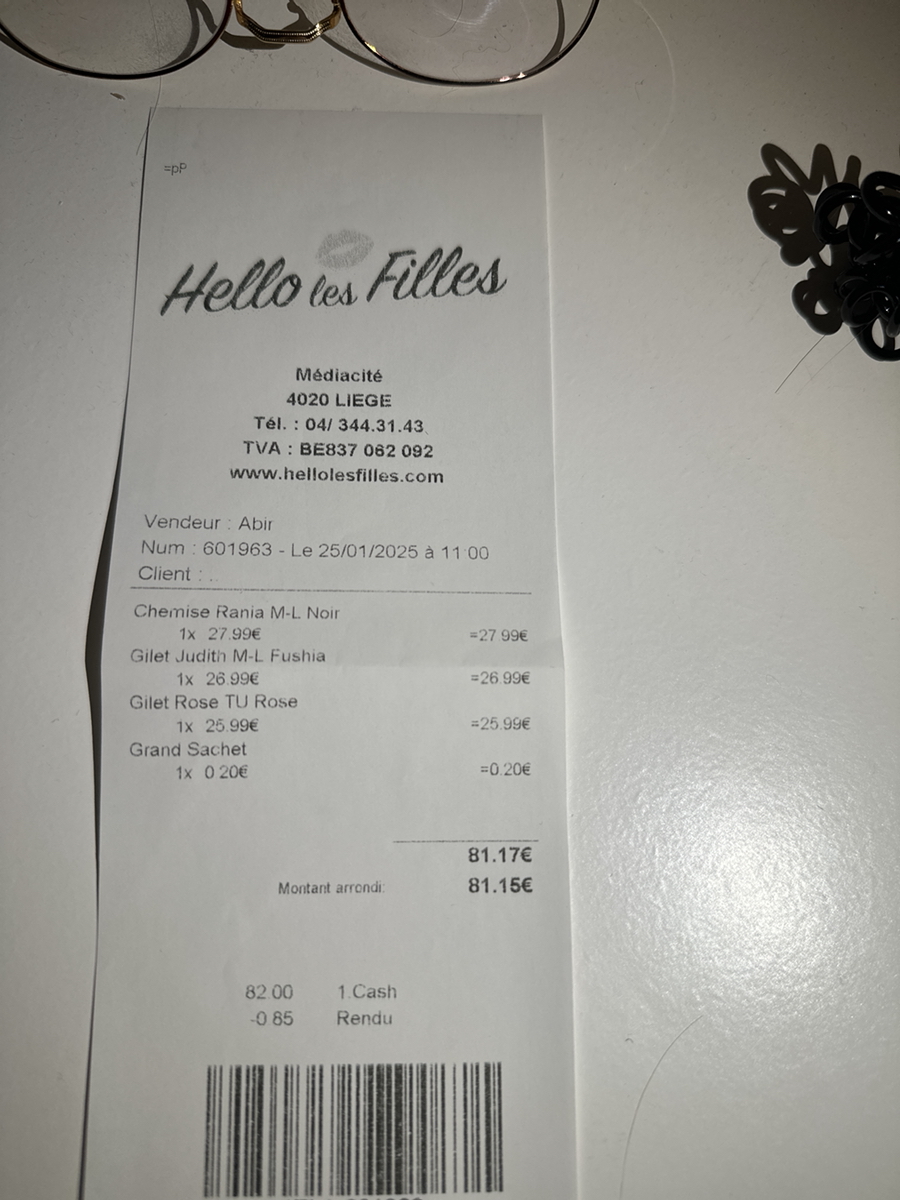 =pP
Hello les Filles
Médiacité
4020 LIEGE
Tél. : 04/ 344.31.43
TVA : BE837 062 092
www.hellolesfilles.com
Vendeur : Abir
Num : 601963 - Le 25/01/2025 à 11:00
Client : ..
Chemise Rania M-L Noir
1x 27.99€ =27.99€
Gilet Judith M-L Fushia
1x 26.99€ =26.99€
Gilet Rose TU Rose
1x 25.99€ =25.99€
Grand Sachet
1x 0.20€ =0.20€
81.17€
Montant arrondi: 81.15€
82.00 1.Cash
-0.85 Rendu